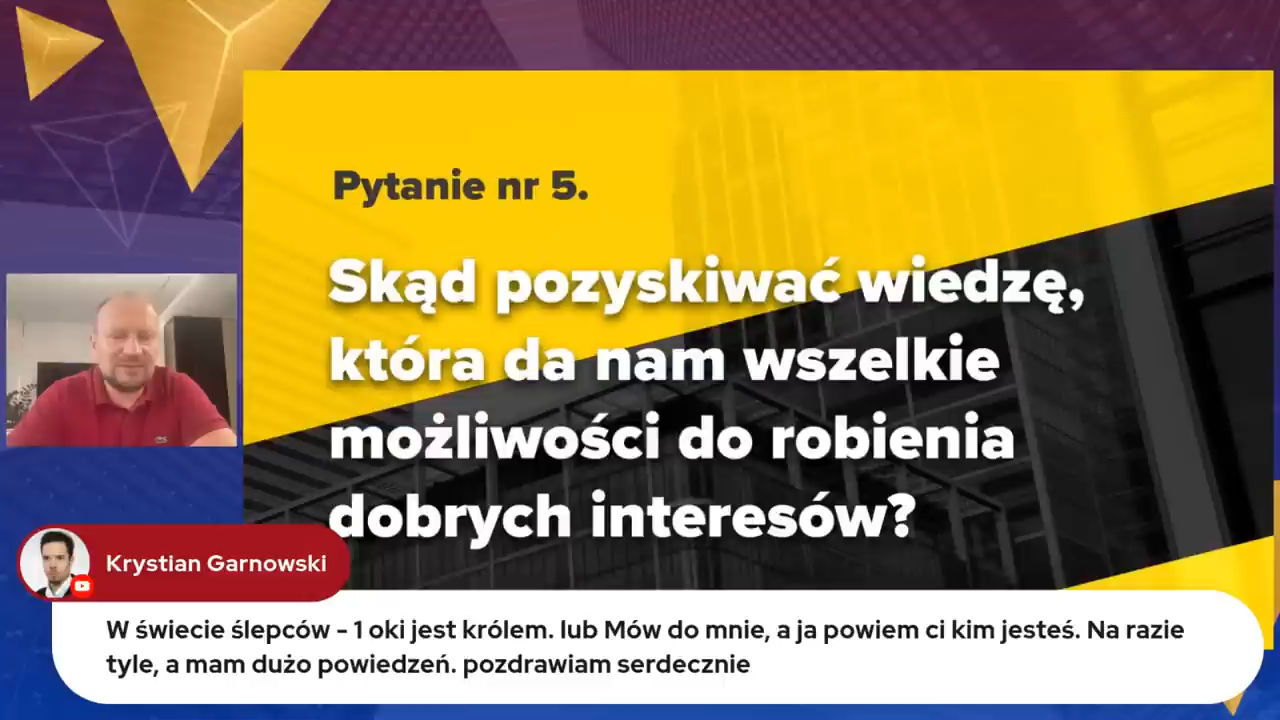 Pytanie nr 5.
Skąd pozyskiwać wiedzę,
która da nam wszelkie
możliwości do robienia
dobrych interesów?
Krystian Garnowski
W świecie ślepców - 1 oki jest królem. lub Mów do mnie, a ja powiem ci kim jesteś. Na razie
tyle, a mam dużo powiedzeń. pozdrawiam serdecznie